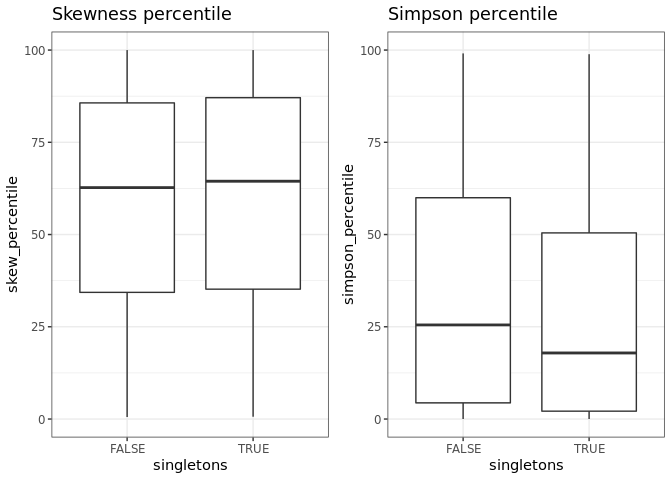 Skewness percentile
skew_percentile
100
75
50
25
0
FALSE TRUE
singletons
Simpson percentile
simpson_percentile
100
75
50
25
0
FALSE TRUE
singletons